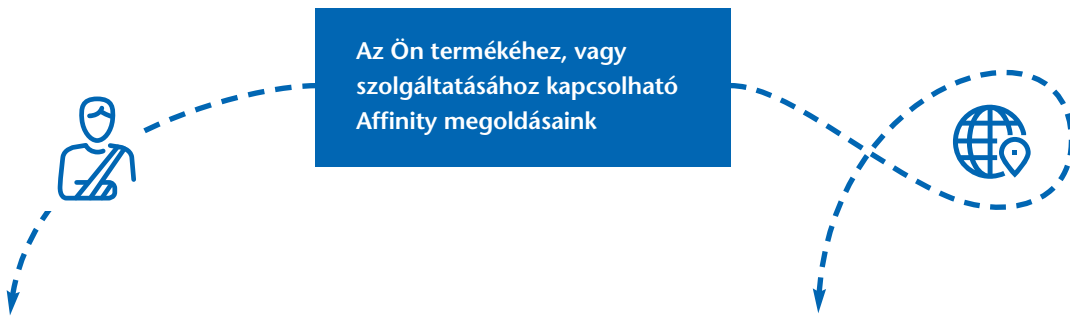 Az Ön termékéhez, vagy
szolgáltatásához kapcsolható
Affinity megoldásaink